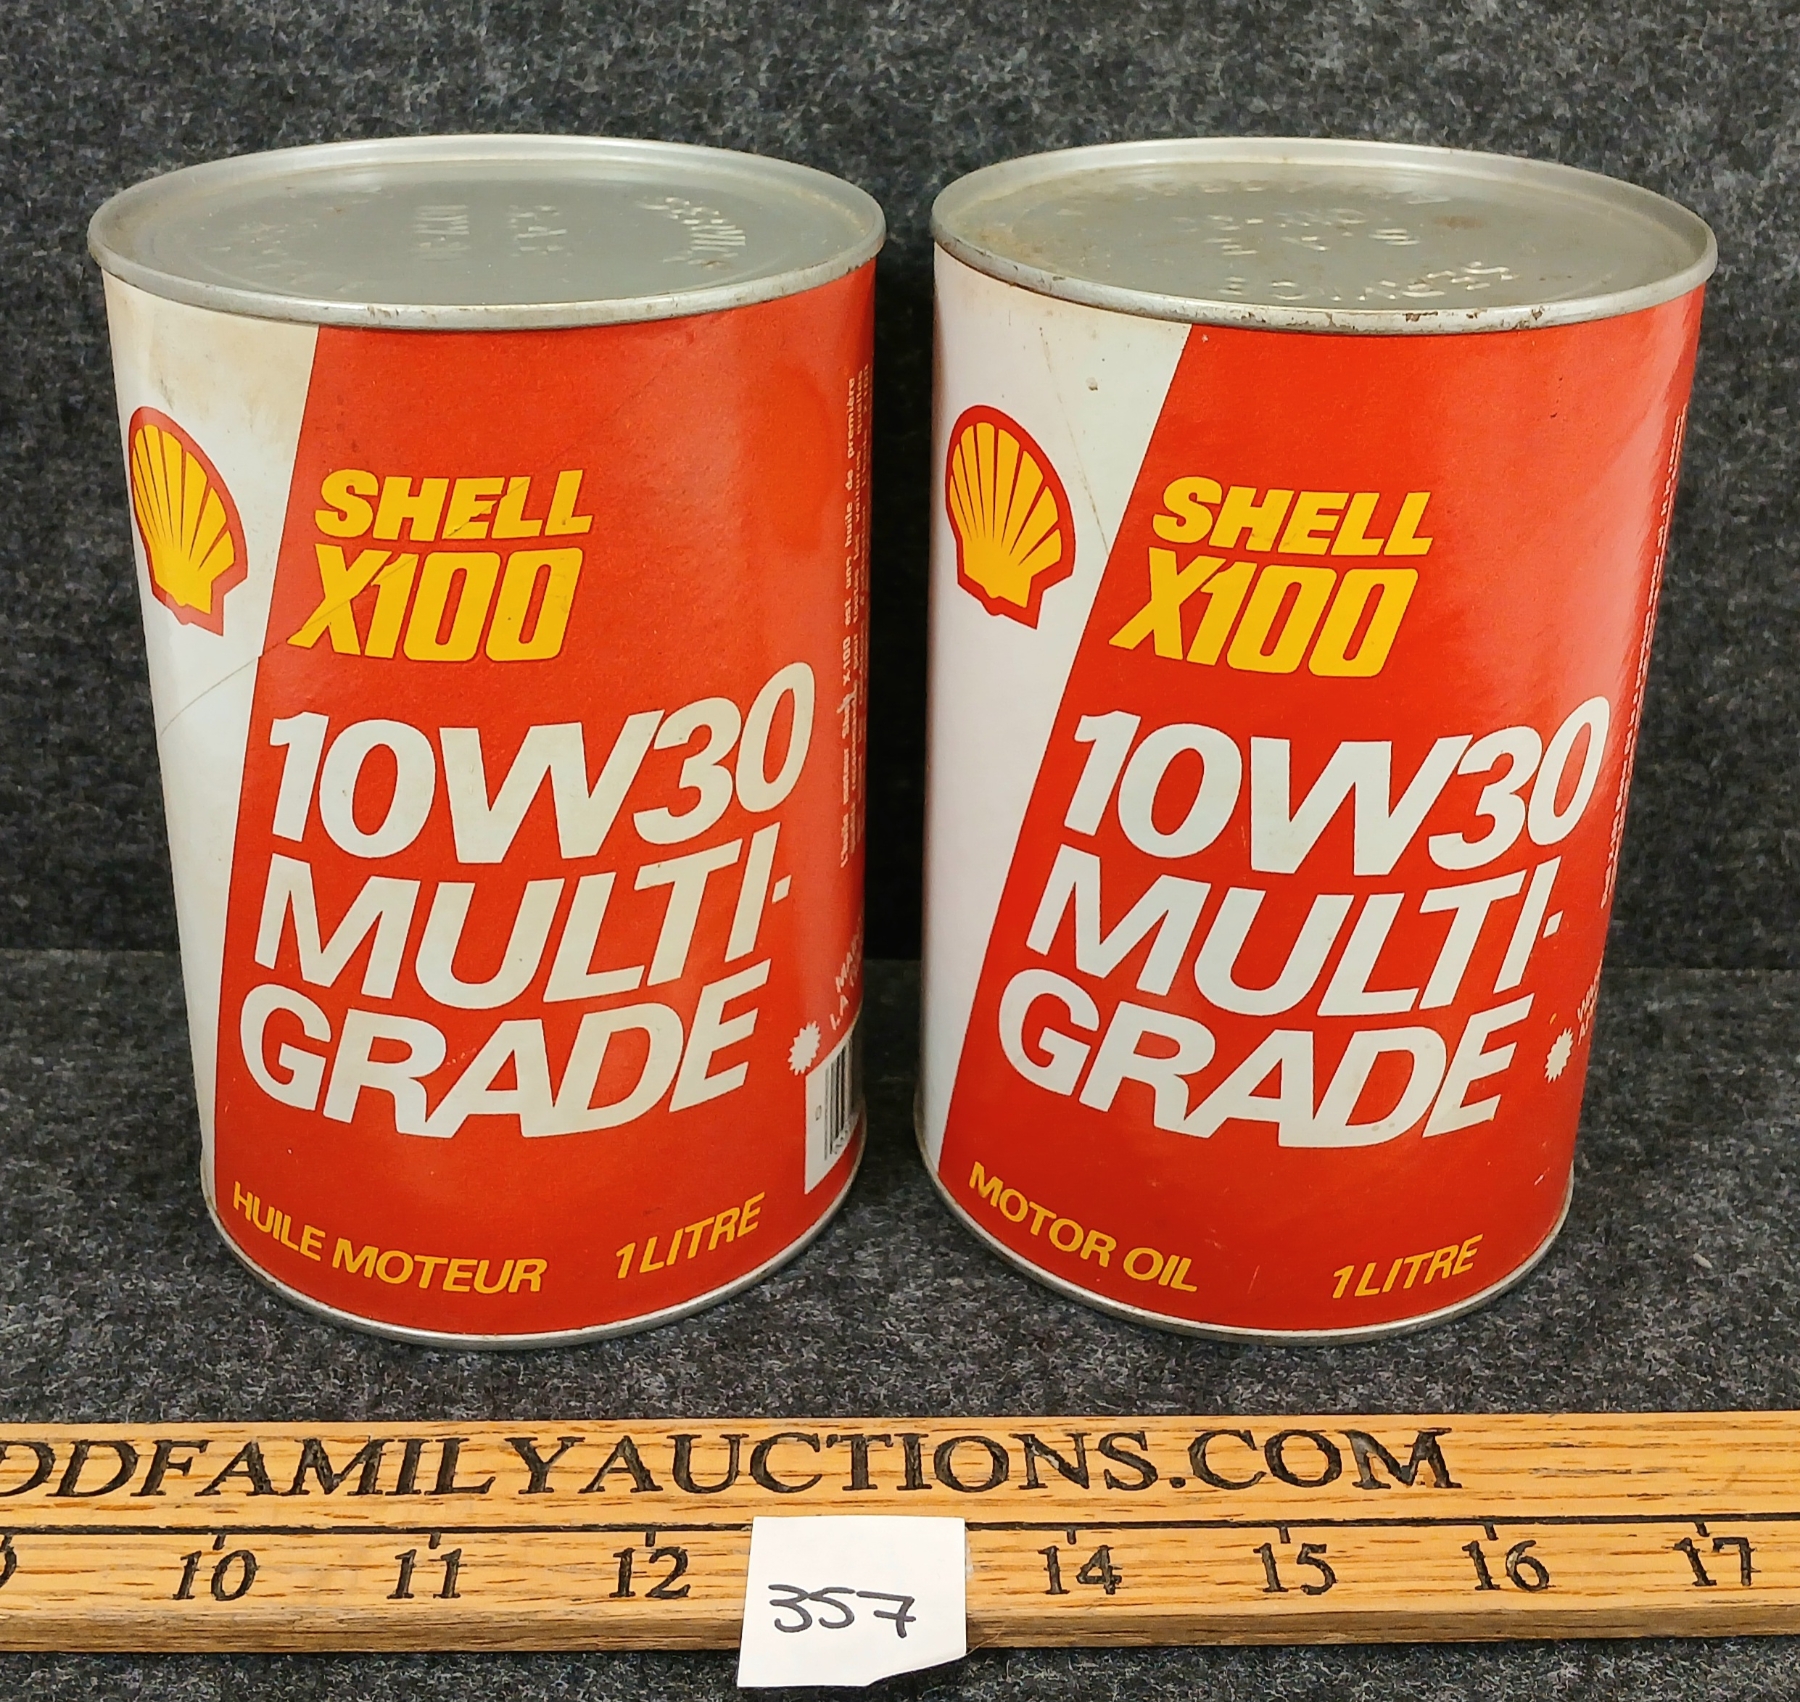 SHELL
X100
10W30
MULTI-
GRADE
HUILE MOTEUR 1 LITRE
SHELL
X100
10W30
MULTI-
GRADE
MOTOR OIL 1 LITRE
DDFAMILYAUCTIONS.COM
10 11 12 14 15 16 17
357